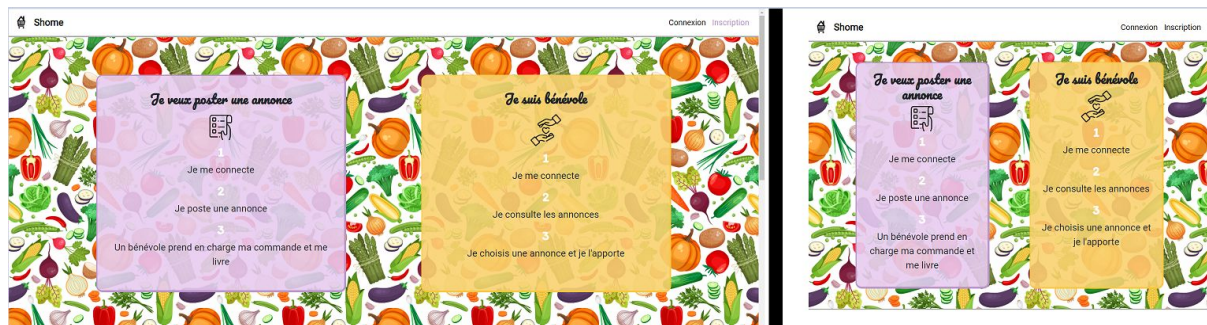 Shome
Connexion Inscription
Je veux poster une annonce
1
Je me connecte
2
Je poste une annonce
3
Un bénévole prend en charge ma commande et me
livre
Je suis bénévole
1
Je me connecte
2
Je consulte les annonces
3
Je choisis une annonce et je l'apporte
Shome
Connexion Inscription
Je veux poster une
annonce
1
Je me connecte
2
Je poste une annonce
3
Un bénévole prend en
charge ma commande et
me livre
Je suis bénévole
1
Je me connecte
2
Je consulte les annonces
3
Je choisis une annonce et
je l'apporte